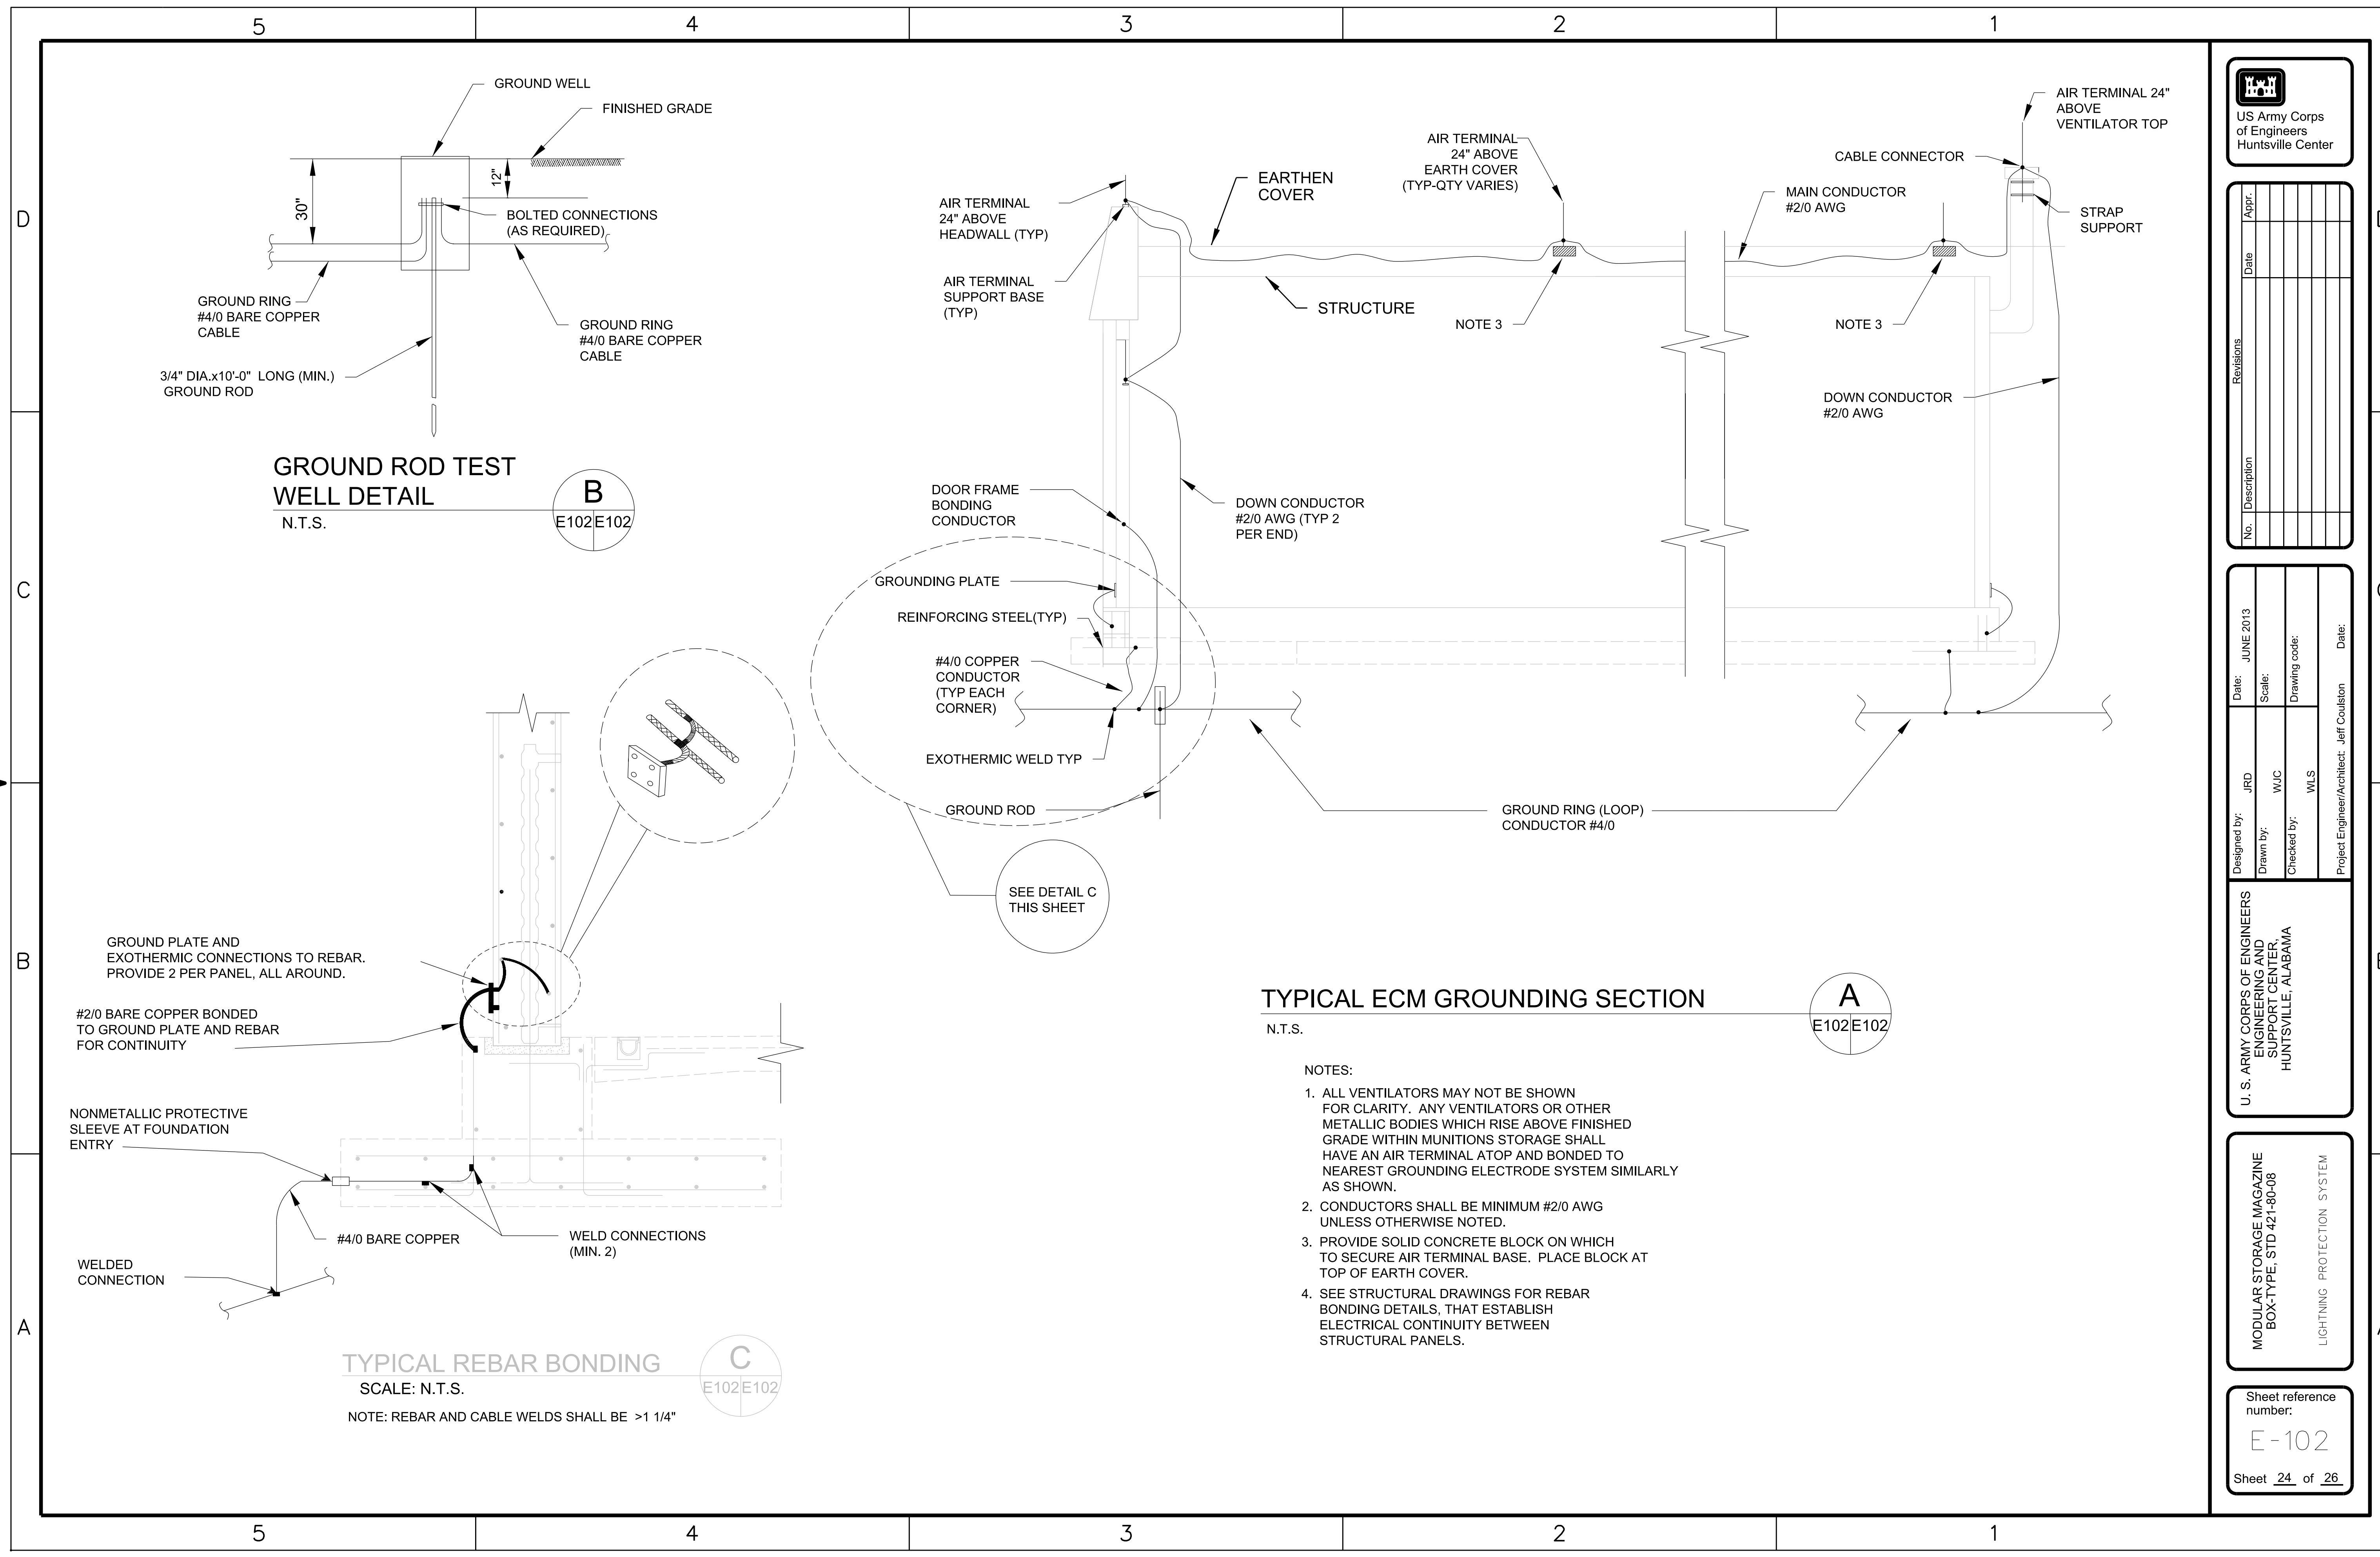 5
4
3
2
1
D
C
B
A
GROUND WELL
FINISHED GRADE
30"
12"
BOLTED CONNECTIONS
(AS REQUIRED)
GROUND RING
#4/0 BARE COPPER
CABLE
GROUND RING
#4/0 BARE COPPER
CABLE
3/4" DIA.x10'-0" LONG (MIN.)
GROUND ROD
GROUND ROD TEST
WELL DETAIL
N.T.S.
B
E102 E102
AIR TERMINAL
24" ABOVE
HEADWALL (TYP)
AIR TERMINAL
SUPPORT BASE
(TYP)
EARTHEN
COVER
STRUCTURE
AIR TERMINAL
24" ABOVE
EARTH COVER
(TYP-QTY VARIES)
NOTE 3
MAIN CONDUCTOR
#2/0 AWG
CABLE CONNECTOR
AIR TERMINAL 24"
ABOVE
VENTILATOR TOP
STRAP
SUPPORT
NOTE 3
DOWN CONDUCTOR
#2/0 AWG
DOOR FRAME
BONDING
CONDUCTOR
DOWN CONDUCTOR
#2/0 AWG (TYP 2
PER END)
GROUNDING PLATE
REINFORCING STEEL(TYP)
#4/0 COPPER
CONDUCTOR
(TYP EACH
CORNER)
EXOTHERMIC WELD TYP
GROUND ROD
GROUND RING (LOOP)
CONDUCTOR #4/0
SEE DETAIL C
THIS SHEET
TYPICAL ECM GROUNDING SECTION
N.T.S.
A
E102 E102
NOTES:
1. ALL VENTILATORS MAY NOT BE SHOWN
FOR CLARITY. ANY VENTILATORS OR OTHER
METALLIC BODIES WHICH RISE ABOVE FINISHED
GRADE WITHIN MUNITIONS STORAGE SHALL
HAVE AN AIR TERMINAL ATOP AND BONDED TO
NEAREST GROUNDING ELECTRODE SYSTEM SIMILARLY
AS SHOWN.
2. CONDUCTORS SHALL BE MINIMUM #2/0 AWG
UNLESS OTHERWISE NOTED.
3. PROVIDE SOLID CONCRETE BLOCK ON WHICH
TO SECURE AIR TERMINAL BASE. PLACE BLOCK AT
TOP OF EARTH COVER.
4. SEE STRUCTURAL DRAWINGS FOR REBAR
BONDING DETAILS, THAT ESTABLISH
ELECTRICAL CONTINUITY BETWEEN
STRUCTURAL PANELS.
GROUND PLATE AND
EXOTHERMIC CONNECTIONS TO REBAR.
PROVIDE 2 PER PANEL, ALL AROUND.
#2/0 BARE COPPER BONDED
TO GROUND PLATE AND REBAR
FOR CONTINUITY
NONMETALLIC PROTECTIVE
SLEEVE AT FOUNDATION
ENTRY
#4/0 BARE COPPER
WELD CONNECTIONS
(MIN. 2)
WELDED
CONNECTION
TYPICAL REBAR BONDING
SCALE: N.T.S.
C
E102 E102
NOTE: REBAR AND CABLE WELDS SHALL BE >1 1/4"
US Army Corps
of Engineers
Huntsville Center
Revisions
No.
Description
Date
Appr.
Designed by:
JRD
Date:
JUNE 2013
Drawn by:
WJC
Scale:
Checked by:
WLS
Drawing code:
Project Engineer/Architect: Jeff Coulston
Date:
U. S. ARMY CORPS OF ENGINEERS
ENGINEERING AND
SUPPORT CENTER,
HUNTSVILLE, ALABAMA
MODULAR STORAGE MAGAZINE
BOX-TYPE, STD 421-80-08
LIGHTNING PROTECTION SYSTEM
Sheet reference
number:
E-102
Sheet 24 of 26
5
4
3
2
1